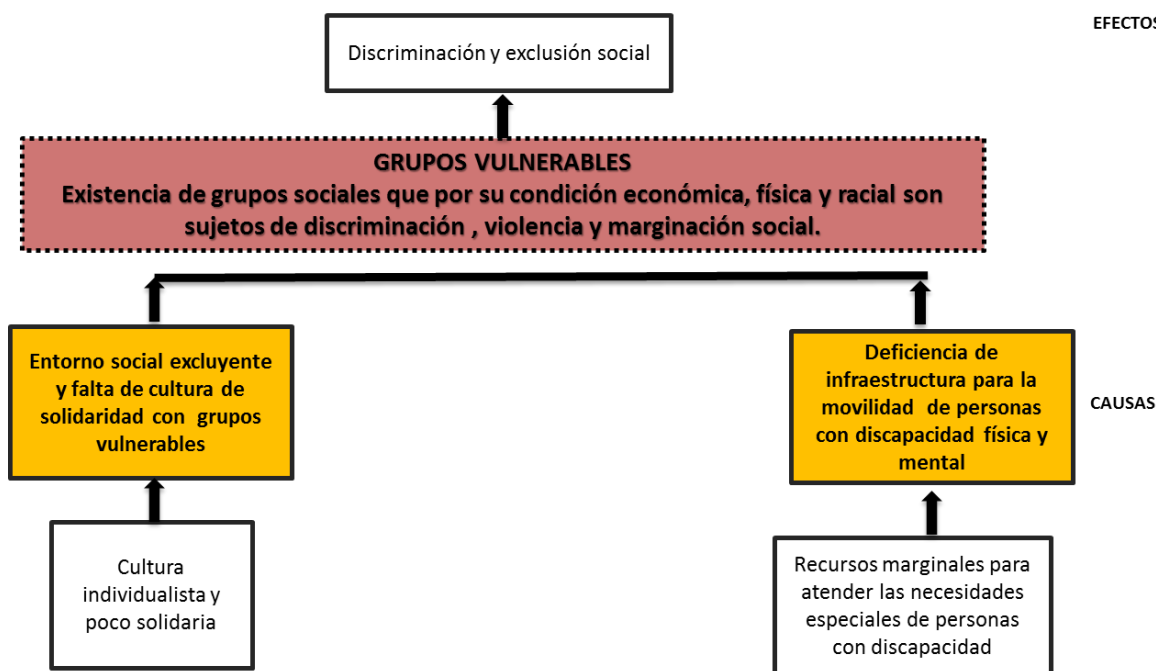 EFECTOS
Discriminación y exclusión social
GRUPOS VULNERABLES
Existencia de grupos sociales que por su condición económica, física y racial son
sujetos de discriminación , violencia y marginación social.
Entorno social excluyente
y falta de cultura de
solidaridad con grupos
vulnerables
Deficiencia de
infraestructura para la
movilidad de personas
con discapacidad física y
mental
CAUSAS
Cultura
individualista y
poco solidaria
Recursos marginales para
atender las necesidades
especiales de personas
con discapacidad